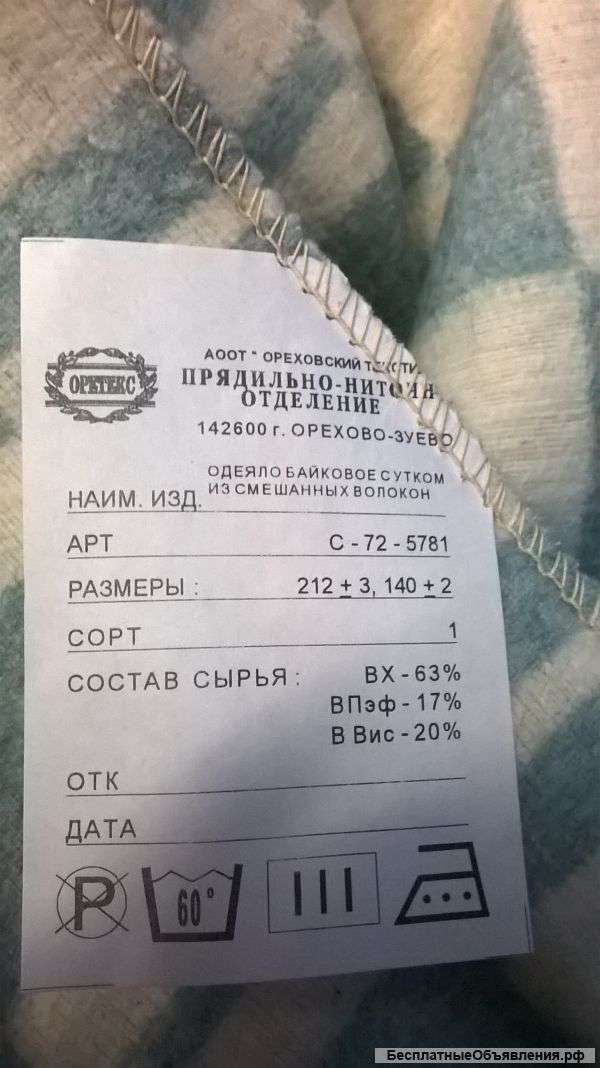 ОРЕТЕКС
АООТ " ОРЕХОВСКИЙ
ПРЯДИЛЬНО-НИТОЧН
ОТДЕЛЕНИЕ
142600 г. ОРЕХОВО-ЗУЕВО
НАИМ. ИЗД. ОДЕЯЛО БАЙКОВОЕ С УТКОМ
ИЗ СМЕШАННЫХ ВОЛОКОН
АРТ С - 72 - 5781
РАЗМЕРЫ : 212 ± 3, 140 ± 2
СОРТ 1
СОСТАВ СЫРЬЯ : ВХ - 63%
ВПэф - 17%
В Вис - 20%
ОТК
ДАТА
P 60°
БесплатныеОбъявления.рф